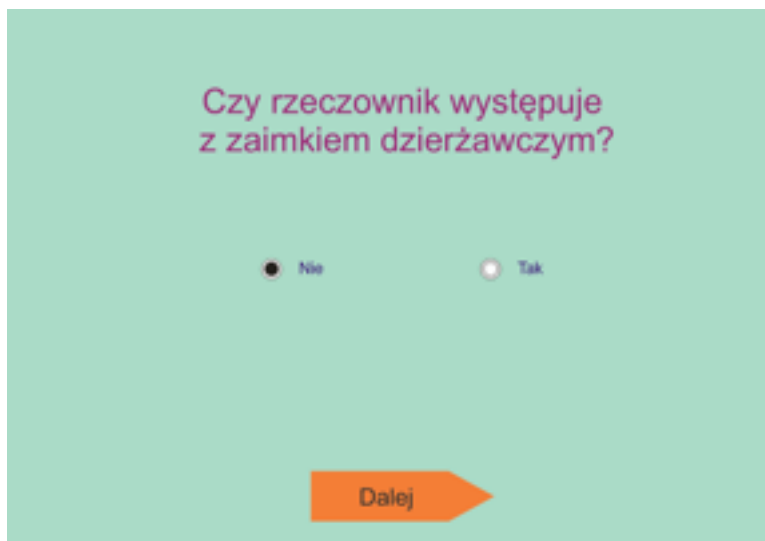 Czy rzeczownik występuje
z zaimkiem dzierżawczym?
Nie
Tak
Dalej